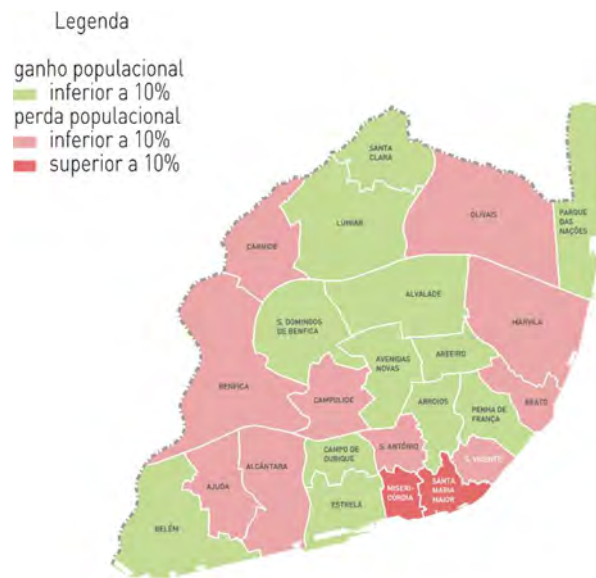 Legenda
ganho populacional
inferior a 10%
perda populacional
inferior a 10%
superior a 10%
SANTA
CLARA
LUMIAR
OLIVAIS
PARQUE
DAS
NAÇÕES
CARNIDE
ALVALADE
S. DOMINGOS
DE BENFICA
MARVILA
AVENIDAS
NOVAS
AREEIRO
BENFICA
CAMPOLIDE
ARROIOS
PENHA DE
FRANÇA
BEATO
CAMPO DE
OURIQUE
S. ANTÓNIO
S. VICENTE
AJUDA
ALCÂNTARA
MISERI-
CÓRDIA
SANTA
MARIA
MAIOR
ESTRELA
BELÉM